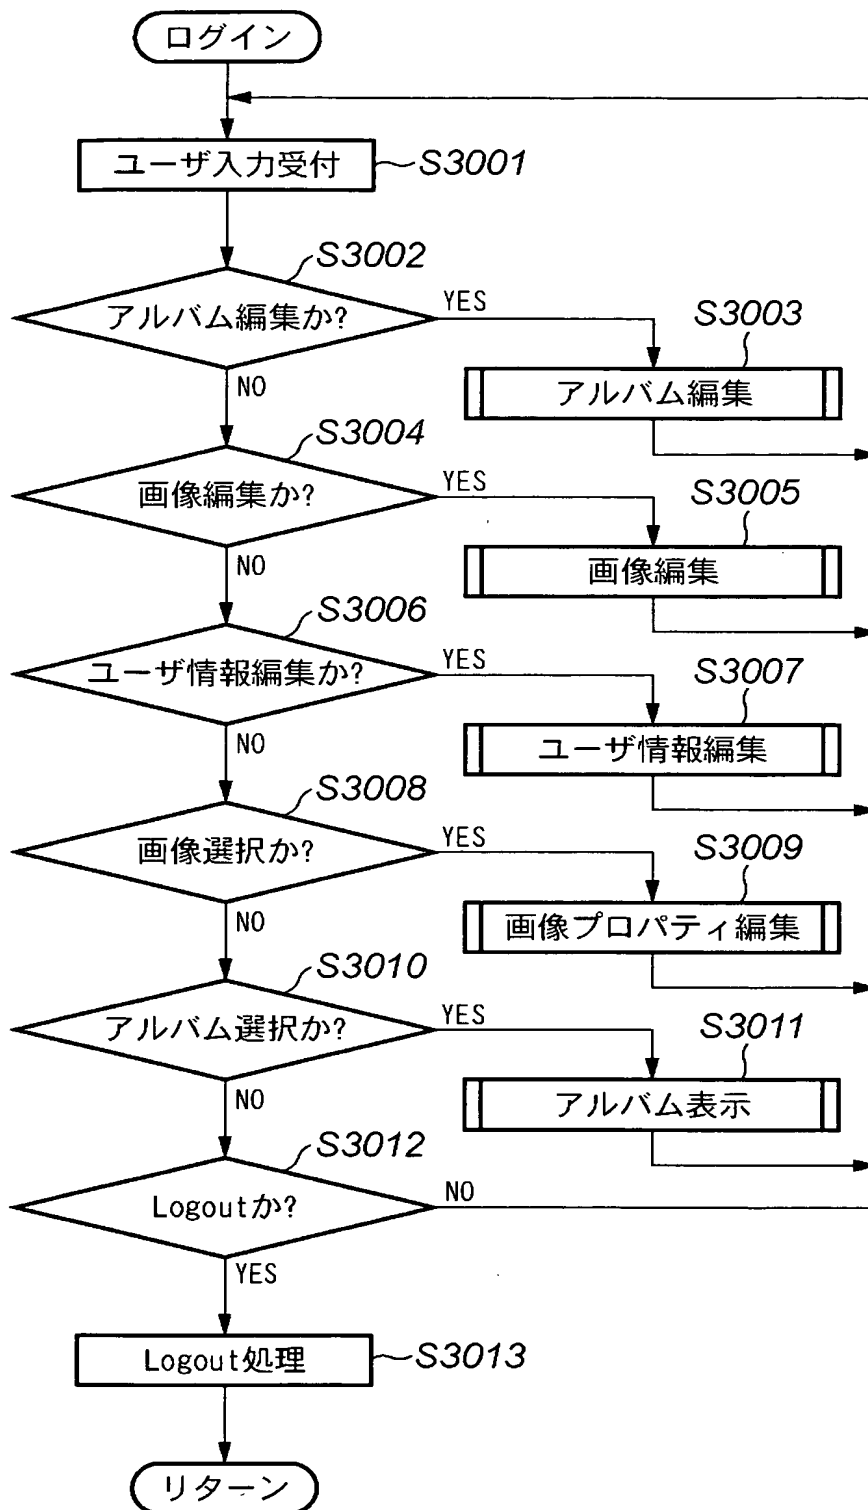 ログイン
ユーザ入力受付
S3001
S3002
アルバム編集か?
YES
NO
S3003
アルバム編集
S3004
画像編集か?
YES
NO
S3005
画像編集
S3006
ユーザ情報編集か?
YES
NO
S3007
ユーザ情報編集
S3008
画像選択か?
YES
NO
S3009
画像プロパティ編集
S3010
アルバム選択か?
YES
NO
S3011
アルバム表示
S3012
Logoutか?
NO
YES
Logout処理
S3013
リターン